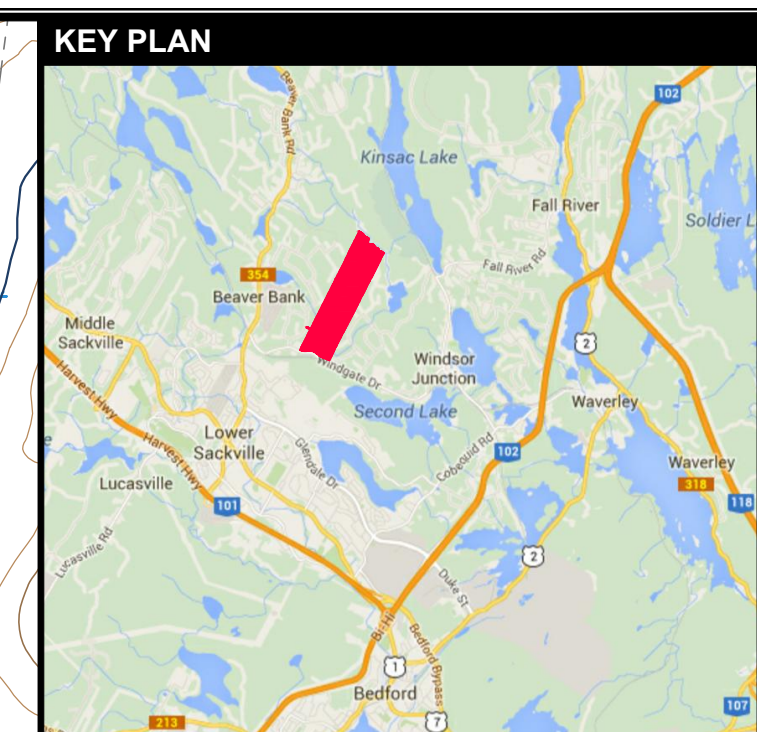 KEY PLAN
102
Beaver Bank Rd
Kinsac Lake
Fall River
Soldier L
Fall River Rd
354
Beaver Bank
Middle
Sackville
2
Windgate Dr
Windsor
Junction
Harvest Hwy
Second Lake
Waverley
Harvest Hwy
Lower
Sackville
Glendale Dr
Cobequid Rd
102
Waverley
318
Lucasville
101
118
Lucasville Rd
2
Duke St
Bi-Hi
Bedford Bypass
1
Bedford
107
213
7